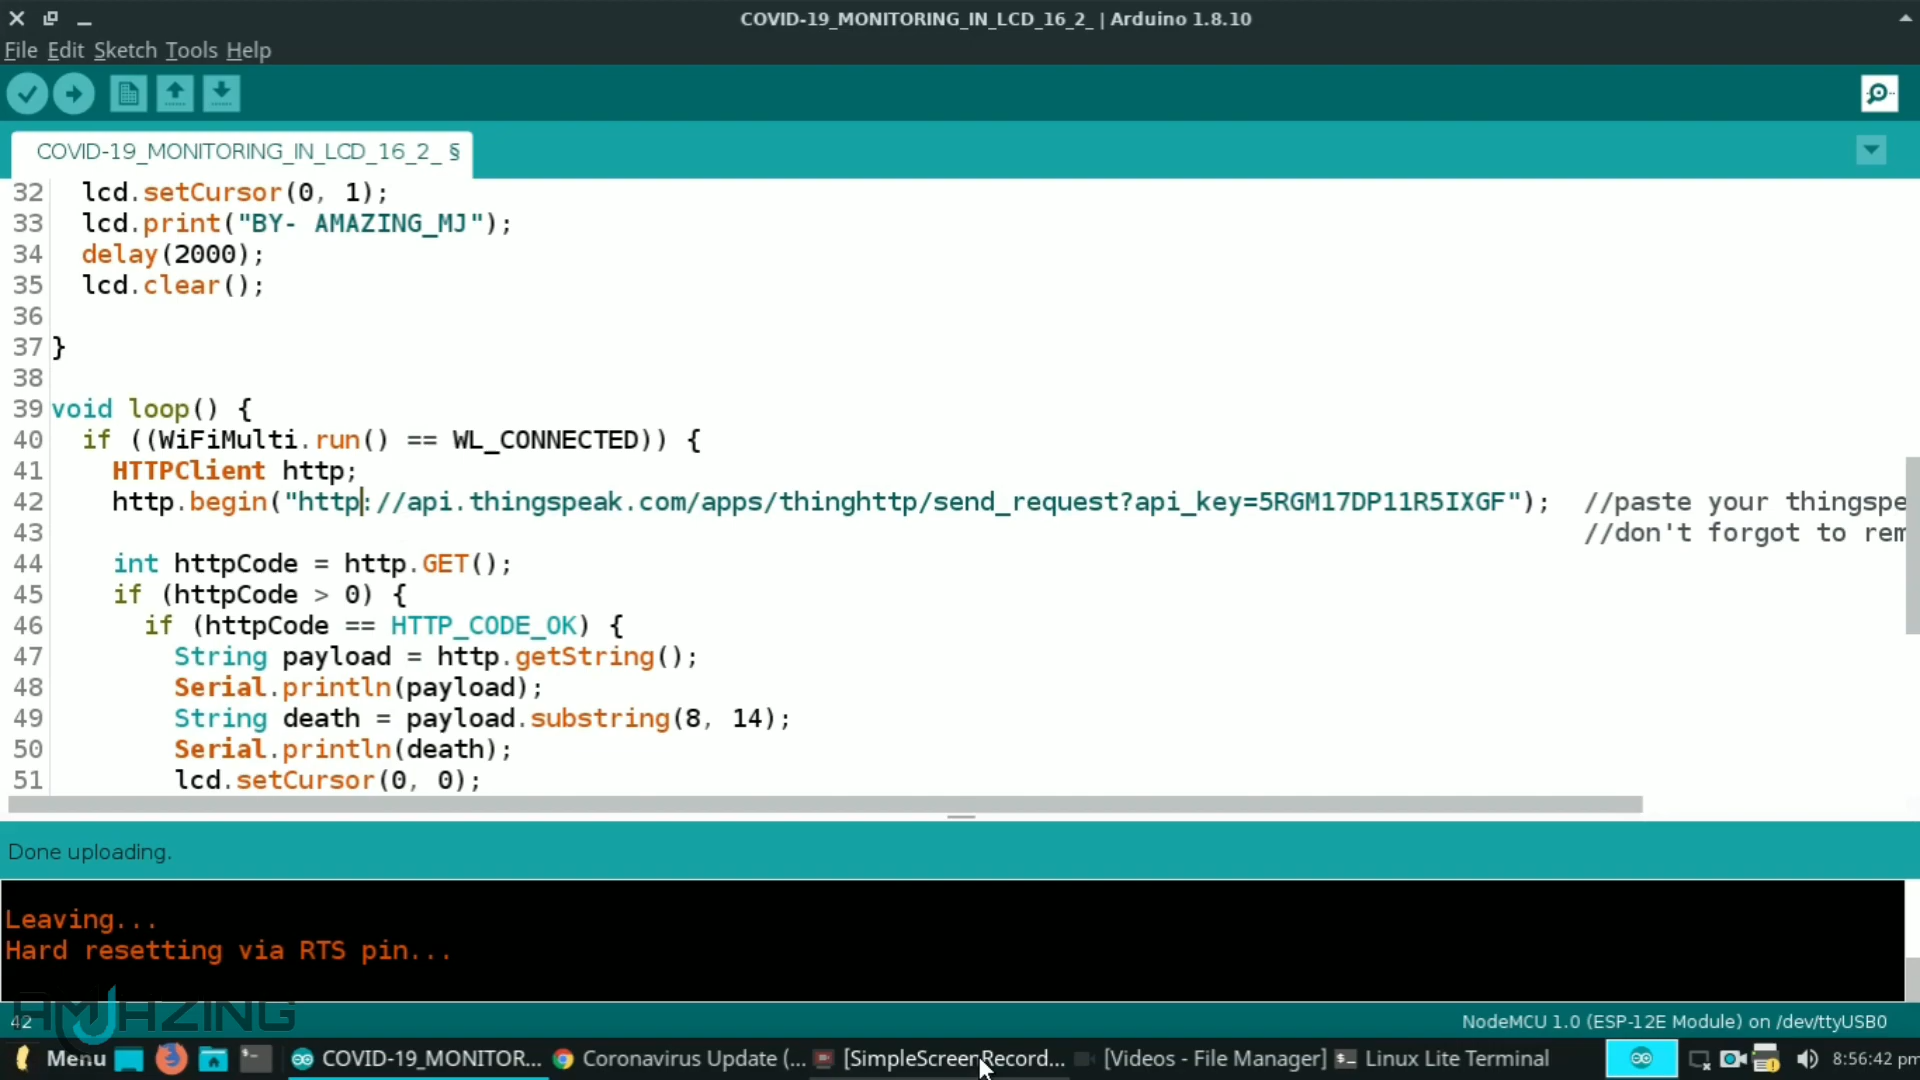 COVID-19_MONITORING_IN_LCD_16_2_ | Arduino 1.8.10
File Edit Sketch Tools Help
COVID-19_MONITORING_IN_LCD_16_2_ §
32 lcd.setCursor(0, 1);
33 lcd.print("BY- AMAZING_MJ");
34 delay(2000);
35 lcd.clear();
36
37 }
38
39 void loop() {
40 if ((WiFiMulti.run() == WL_CONNECTED)) {
41 HTTPClient http;
42 http.begin("http://api.thingspeak.com/apps/thinghttp/send_request?api_key=5RGM17DP11R5IXGF"); //paste your thingspe
43 //don't forgot to rem
44 int httpCode = http.GET();
45 if (httpCode > 0) {
46 if (httpCode == HTTP_CODE_OK) {
47 String payload = http.getString();
48 Serial.println(payload);
49 String death = payload.substring(8, 14);
50 Serial.println(death);
51 lcd.setCursor(0, 0);
Done uploading.
Leaving...
Hard resetting via RTS pin...
AMJAZING
42 NodeMCU 1.0 (ESP-12E Module) on /dev/ttyUSB0
Menu COVID-19_MONITOR... Coronavirus Update (... [SimpleScreenRecord... [Videos - File Manager] Linux Lite Terminal 8:56:42 pm